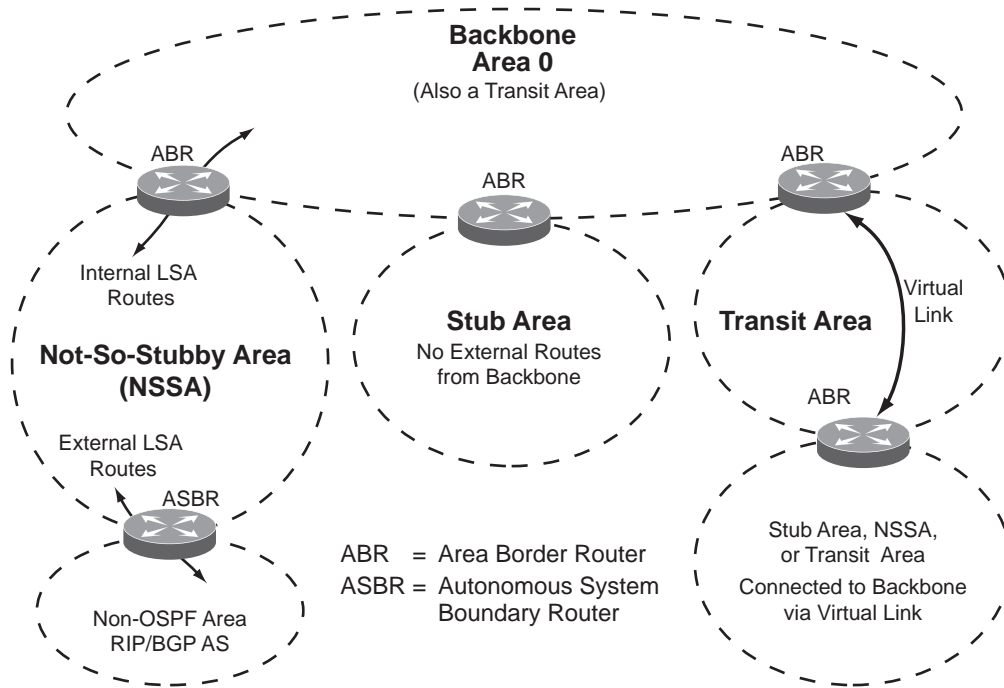 Backbone
Area 0
(Also a Transit Area)
ABR
ABR
ABR
Internal LSA
Routes
Not-So-Stubby Area
(NSSA)
External LSA
Routes
ASBR
Non-OSPF Area
RIP/BGP AS
Stub Area
No External Routes
from Backbone
Transit Area
Virtual
Link
ABR
Stub Area, NSSA,
or Transit Area
Connected to Backbone
via Virtual Link
ABR = Area Border Router
ASBR = Autonomous System
Boundary Router